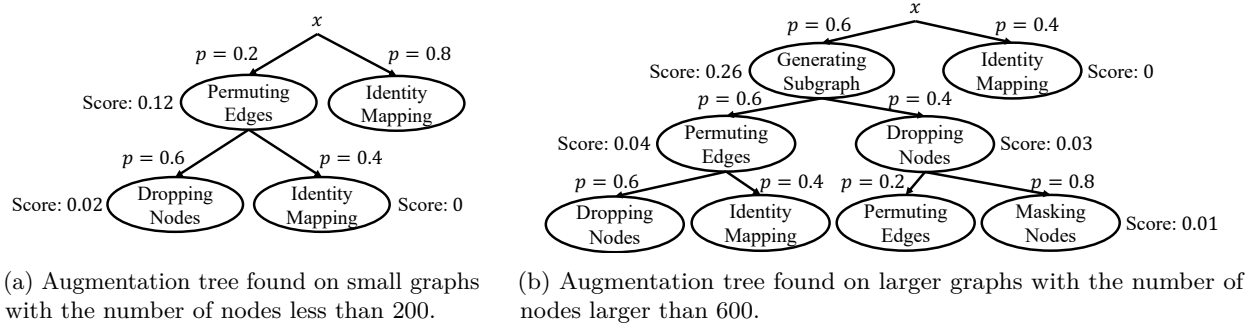 x
p = 0.2
p = 0.8
Score: 0.12
Permuting
Edges
Identity
Mapping
p = 0.6
p = 0.4
Score: 0.02
Dropping
Nodes
Identity
Mapping
Score: 0
(a) Augmentation tree found on small graphs
with the number of nodes less than 200.
x
p = 0.6
p = 0.4
Score: 0.26
Generating
Subgraph
Identity
Mapping
Score: 0
p = 0.6
p = 0.4
Score: 0.04
Permuting
Edges
Dropping
Nodes
Score: 0.03
p = 0.6
p = 0.4
p = 0.2
p = 0.8
Dropping
Nodes
Identity
Mapping
Permuting
Edges
Masking
Nodes
Score: 0.01
(b) Augmentation tree found on larger graphs with the number of
nodes larger than 600.